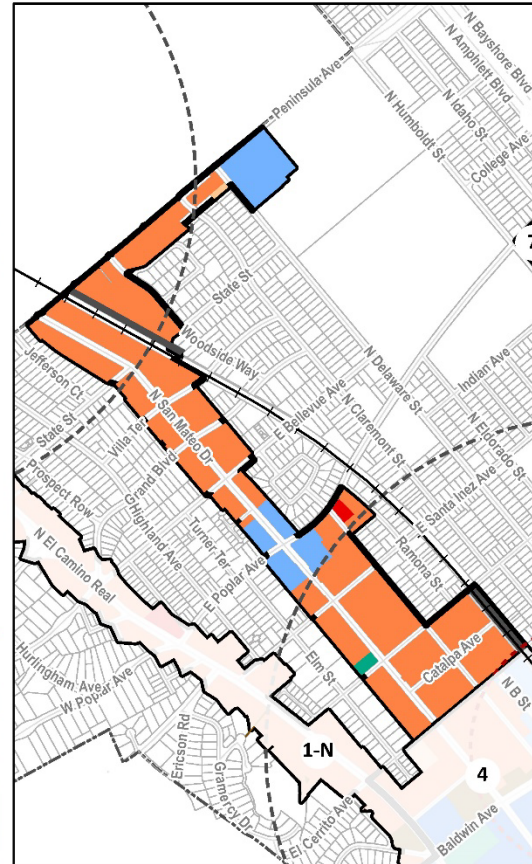 N Bayshore Blvd
N Amphlett Blvd
N Idaho St
College Ave
Peninsula Ave
N Humboldt St
7
State St
Woodside Way
Jefferson Ct
State St
N San Mateo Dr
E Bellevue Ave
N Delaware St
Indian Ave
N Claremont St
N Eldorado St
Villa Ter
Grand Blvd
Prospect Row
Highland Ave
E Santa Inez Ave
Turner Ter
N El Camino Real
E Poplar Ave
Ramona St
Elm St
Catalpa Ave
Hurlingham Ave
W Poplar Ave
N B St
Ericson Rd
Gramercy Dr
1-N
4
El Cerrito Ave
Baldwin Ave